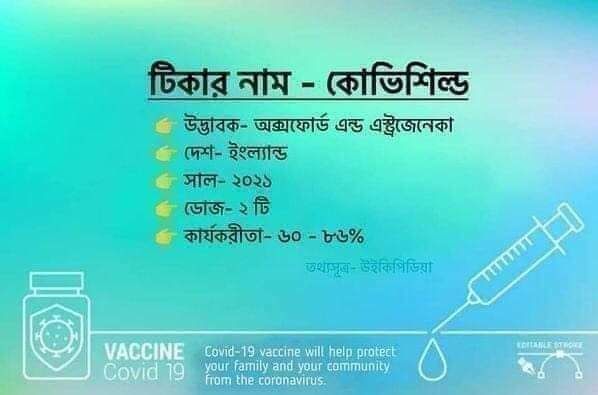 টিকার নাম - কোভিশিল্ড
👉 উদ্ভাবক- অক্সফোর্ড এন্ড এস্ট্রজেনেকা
👉 দেশ- ইংল্যান্ড
👉 সাল- ২০২১
👉 ডোজ- ২ টি
👉 কার্যকরীতা- ৬০ - ৮৬%
তথ্যসূত্র- উইকিপিডিয়া
VACCINE
Covid 19
Covid-19 vaccine will help protect
your family and your community
from the coronavirus.
EDITABLE STROKE